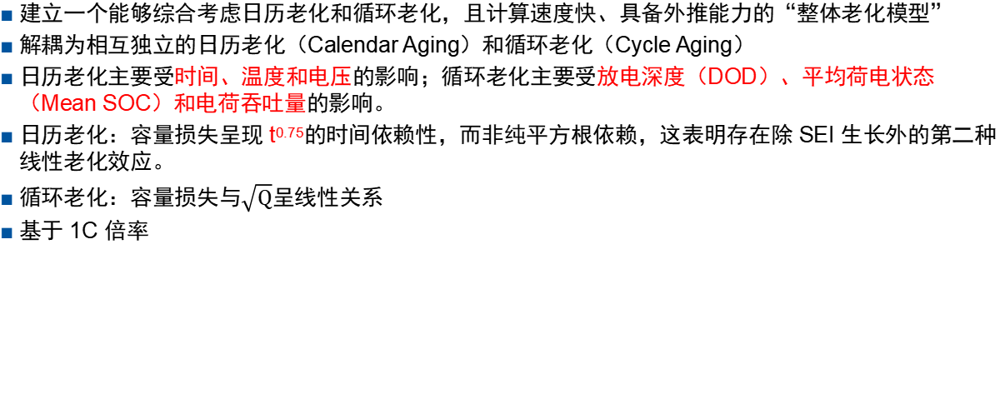 ■ 建立一个能够综合考虑日历老化和循环老化，且计算速度快、具备外推能力的“整体老化模型”
■ 解耦为相互独立的日历老化（Calendar Aging）和循环老化（Cycle Aging）
■ 日历老化主要受时间、温度和电压的影响；循环老化主要受放电深度（DOD）、平均荷电状态
（Mean SOC）和电荷吞吐量的影响。
■ 日历老化：容量损失呈现 t^0.75的时间依赖性，而非纯平方根依赖，这表明存在除 SEI 生长外的第二种
线性老化效应。
■ 循环老化：容量损失与√Q呈线性关系
■ 基于 1C 倍率